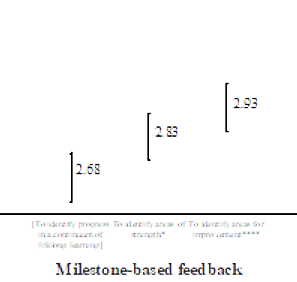 2.93
2.83
2.68
[To identify progress To identify areas of To identify areas for
in a continuum of strength* improvement****
lifelong learning]
Milestone-based feedback